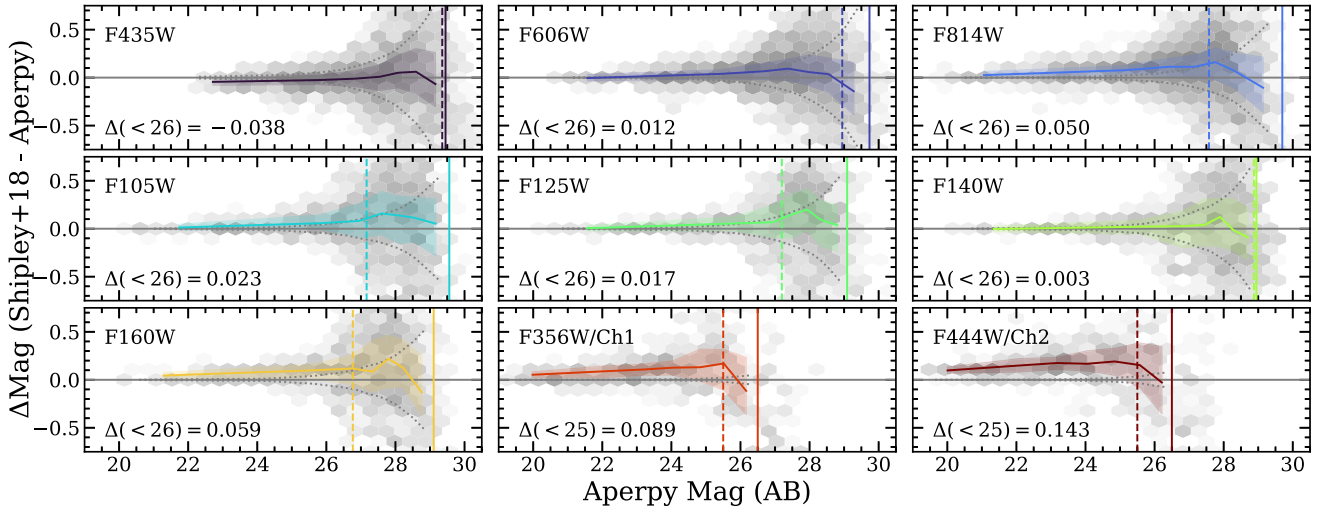 ΔMag (Shipley+18 - Aperpy)
0.5
0.0
−0.5
F435W
Δ(< 26) = −0.038
F606W
Δ(< 26) = 0.012
F814W
Δ(< 26) = 0.050
0.5
0.0
−0.5
F105W
Δ(< 26) = 0.023
F125W
Δ(< 26) = 0.017
F140W
Δ(< 26) = 0.003
0.5
0.0
−0.5
F160W
Δ(< 26) = 0.059
F356W/Ch1
Δ(< 25) = 0.089
F444W/Ch2
Δ(< 25) = 0.143
20 22 24 26 28 30
20 22 24 26 28 30
20 22 24 26 28 30
Aperpy Mag (AB)